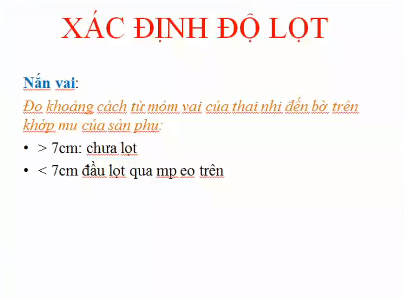 XÁC ĐỊNH ĐỘ LỌT
Nắn vai:
Đo khoảng cách từ mỏm vai của thai nhi đến bờ trên
khớp mu của sản phụ:
• > 7cm: chưa lọt
• < 7cm đầu lọt qua mp eo trên